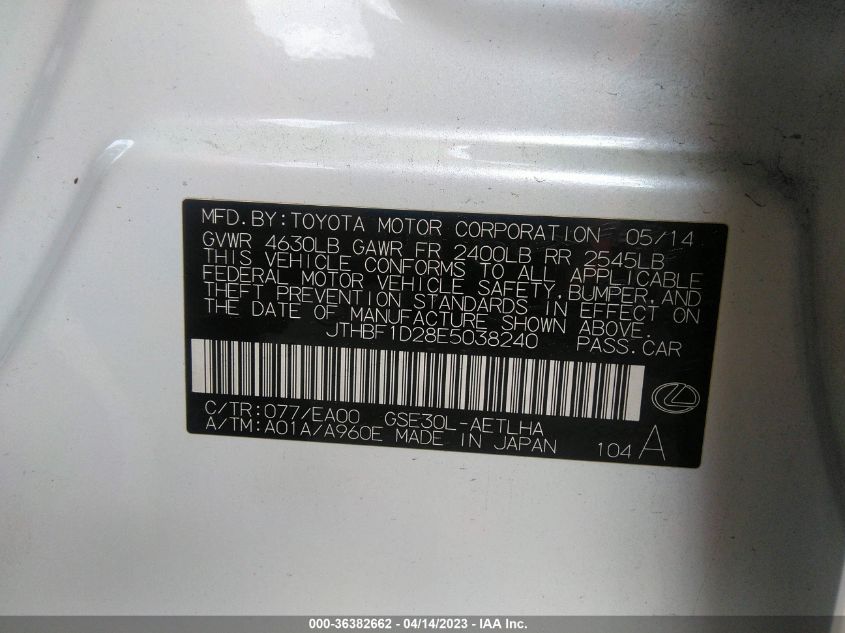 MFD.BY:TOYOTA MOTOR CORPORATION 05/14
GVWR 4630LB GAWR FR 2400LB RR 2545LB
THIS VEHICLE CONFORMS TO ALL APPLICABLE
FEDERAL MOTOR VEHICLE SAFETY,BUMPER,AND
THEFT PREVENTION STANDARDS IN EFFECT ON
THE DATE OF MANUFACTURE SHOWN ABOVE.
JTHBF1D28E5038240 PASS.CAR
C/TR:077/EA00 GSE30L-AETLHA
A/TM:A01A/A960E MADE IN JAPAN 104 A
000-36382662 - 04/14/2023 - IAA Inc.